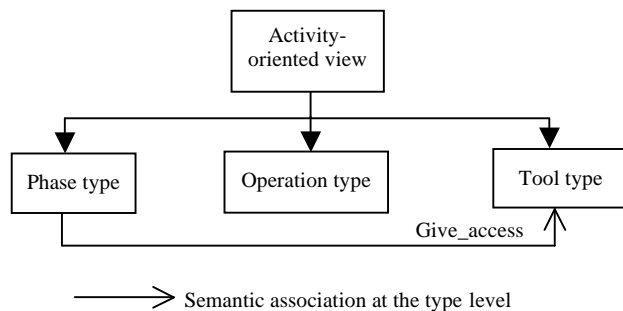 Activity-
oriented view
Phase type
Operation type
Tool type
Give_access
Semantic association at the type level